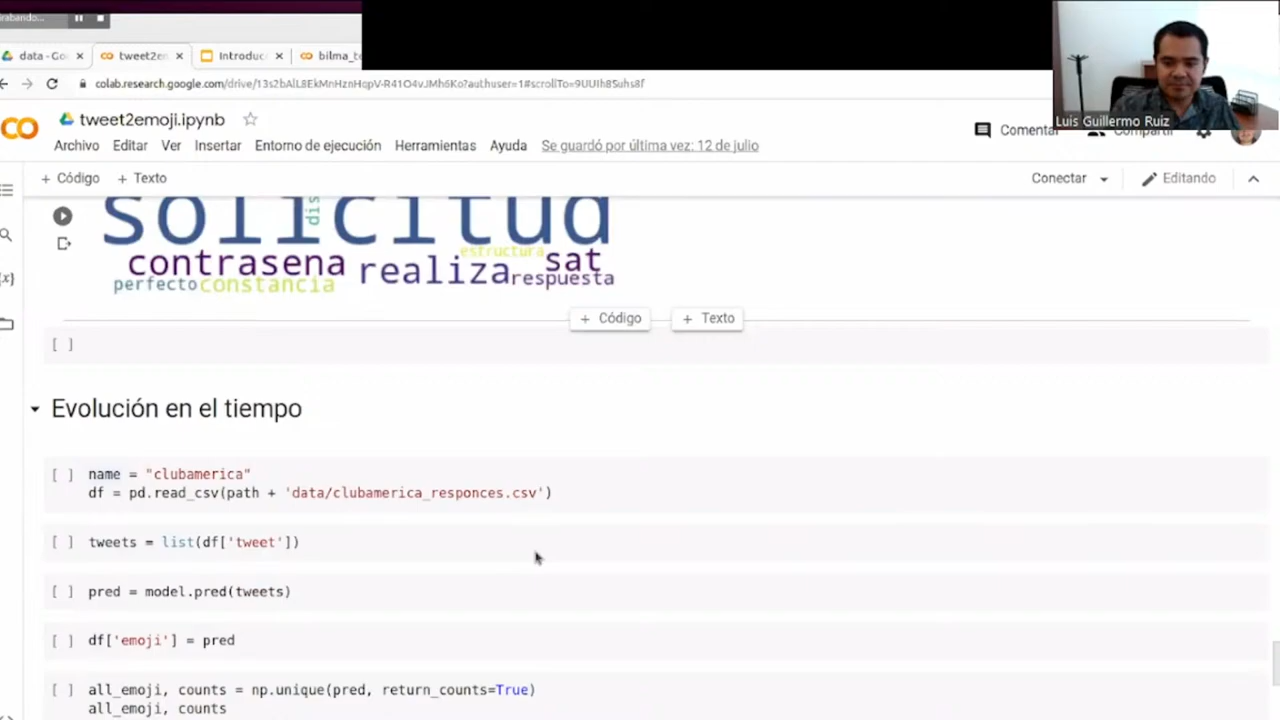 rabando...
data - Go
tweet2en
Introduc
bilma_te
colab.research.google.com/drive/13s2bAlL8EkMnHznHqpV-R41O4vJMh6Ko?authuser=1#scrollTo=9UUIh8Suhs8f
Luis Guillermo Ruiz
tweet2emoji.ipynb
Comentar
Compartir
Archivo Editar Ver Insertar Entorno de ejecución Herramientas Ayuda Se guardó por última vez: 12 de julio
+ Código + Texto
Conectar
Editando
solicitud
dis
estructura
contrasena
realiza
sat
respuesta
perfecto
constancia
+ Código
+ Texto
[ ]
Evolución en el tiempo
[ ] name = "clubamerica"
df = pd.read_csv(path + 'data/clubamerica_responces.csv')
[ ] tweets = list(df['tweet'])
[ ] pred = model.pred(tweets)
[ ] df['emoji'] = pred
[ ] all_emoji, counts = np.unique(pred, return_counts=True)
all_emoji, counts